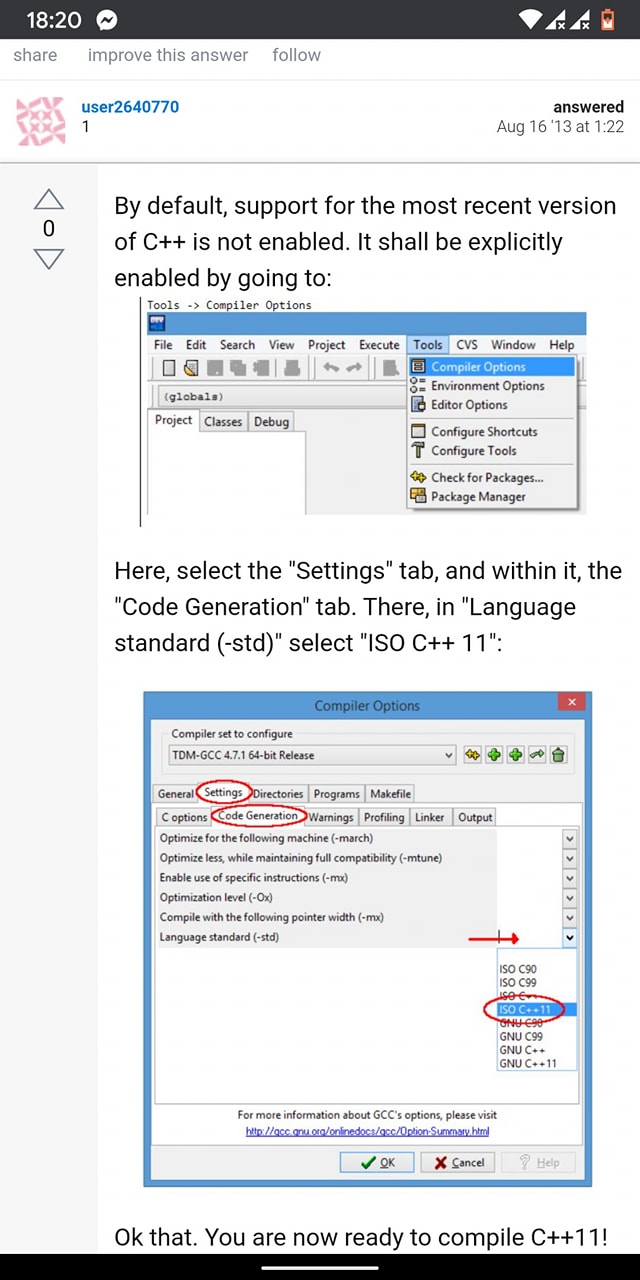 18:20
share improve this answer follow
user2640770 answered
1 Aug 16 '13 at 1:22
By default, support for the most recent version
0
of C++ is not enabled. It shall be explicitly
enabled by going to:
Tools -> Compiler Options
File Edit Search View Project Execute Tools CVS Window Help
Compiler Options
Environment Options
(globals)
Editor Options
Project Classes Debug
Configure Shortcuts
Configure Tools
Check for Packages...
Package Manager
Here, select the "Settings" tab, and within it, the
"Code Generation" tab. There, in "Language
standard (-std)" select "ISO C++ 11":
Compiler Options
Compiler set to configure
TDM-GCC 4.7.1 64-bit Release
General Settings Directories Programs Makefile
C options Code Generation Warnings Profiling Linker Output
Optimize for the following machine (-march)
Optimize less, while maintaining full compatibility (-mtune)
Enable use of specific instructions (-mx)
Optimization level (-Ox)
Compile with the following pointer width (-mx)
Language standard (-std)
ISO C90
ISO C99
ISO C++
ISO C++11
GNU C90
GNU C99
GNU C++
GNU C++11
For more information about GCC's options, please visit
http://gcc.gnu.org/onlinedocs/gcc/Option-Summary.html
OK Cancel Help
Ok that. You are now ready to compile C++11!